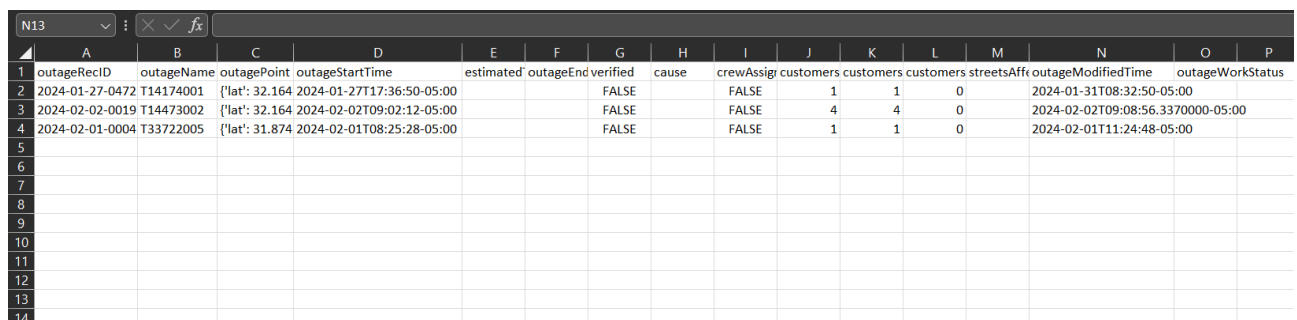 N13 fx
A B C D E F G H I J K L M N O P
1 outageRecID outageName outagePoint outageStartTime estimatedT outageEnd verified cause crewAssign customers customers customers streetsAffe outageModifiedTime outageWorkStatus
2 2024-01-27-0472 T14174001 {'lat': 32.164 2024-01-27T17:36:50-05:00 FALSE FALSE 1 1 0 2024-01-31T08:32:50-05:00
3 2024-02-02-0019 T14473002 {'lat': 32.164 2024-02-02T09:02:12-05:00 FALSE FALSE 4 4 0 2024-02-02T09:08:56.3370000-05:00
4 2024-02-01-0004 T33722005 {'lat': 31.874 2024-02-01T08:25:28-05:00 FALSE FALSE 1 1 0 2024-02-01T11:24:48-05:00
5
6
7
8
9
10
11
12
13
14